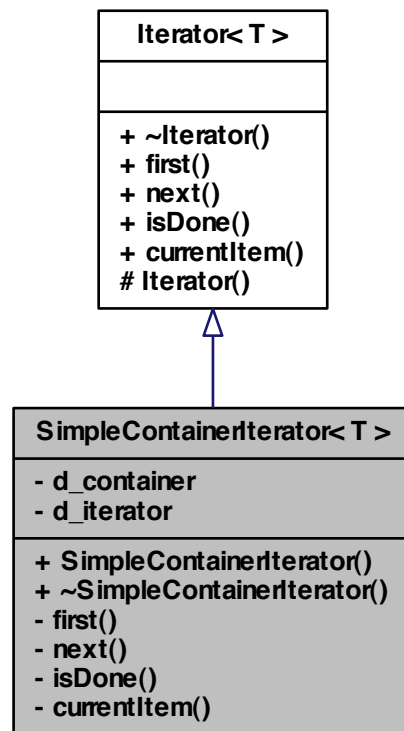 Iterator< T >
+ ~Iterator()
+ first()
+ next()
+ isDone()
+ currentItem()
# Iterator()
SimpleContainerIterator< T >
- d_container
- d_iterator
+ SimpleContainerIterator()
+ ~SimpleContainerIterator()
- first()
- next()
- isDone()
- currentItem()